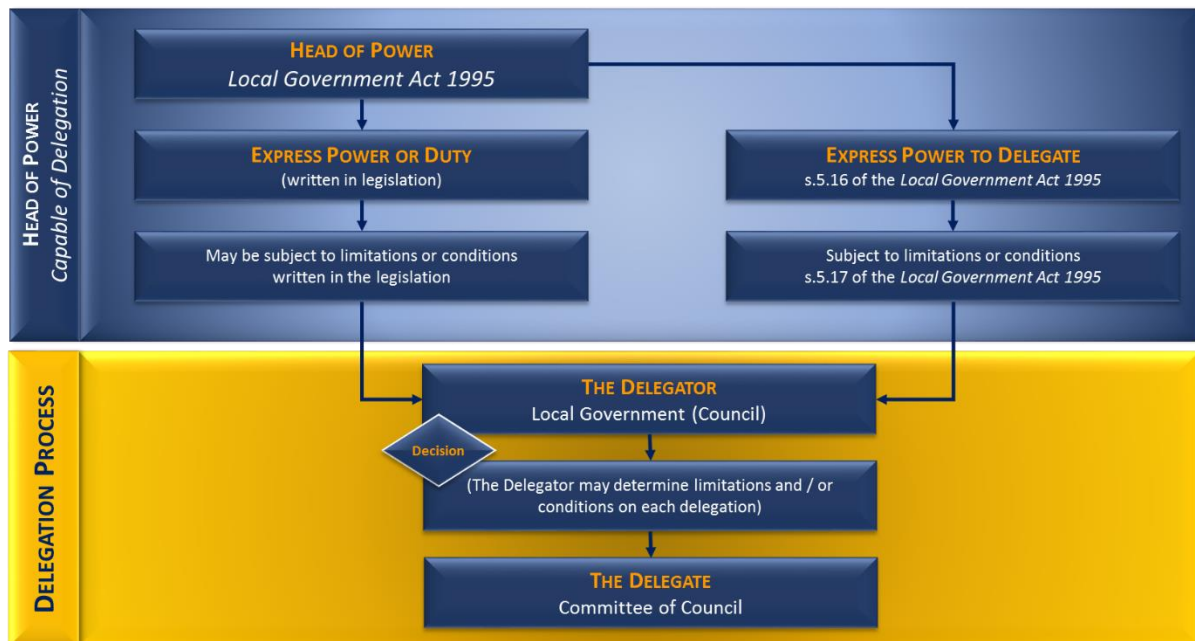 HEAD OF POWER
Capable of Delegation
HEAD OF POWER
Local Government Act 1995
EXPRESS POWER OR DUTY
(written in legislation)
May be subject to limitations or conditions
written in the legislation
EXPRESS POWER TO DELEGATE
s.5.16 of the Local Government Act 1995
Subject to limitations or conditions
s.5.17 of the Local Government Act 1995
DELEGATION PROCESS
THE DELEGATOR
Local Government (Council)
Decision
(The Delegator may determine limitations and / or
conditions on each delegation)
THE DELEGATE
Committee of Council